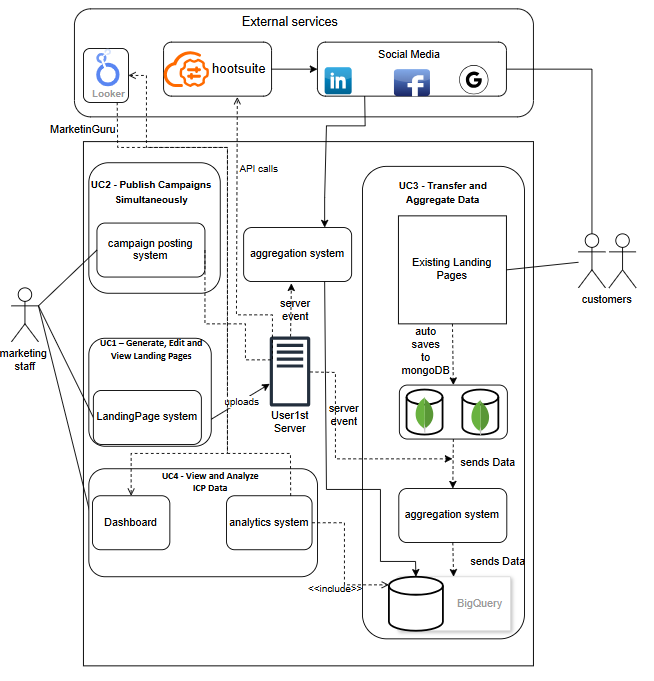 External services
Looker
hootsuite
Social Media
in
f
G
MarketinGuru
API calls
UC2 - Publish Campaigns
Simultaneously
campaign posting
system
aggregation system
UC3 - Transfer and
Aggregate Data
Existing Landing
Pages
customers
marketing
staff
server
event
auto
saves
to
mongoDB
UC1 – Generate, Edit and
View Landing Pages
LandingPage system
uploads
User1st
Server
server
event
sends Data
UC4 - View and Analyze
ICP Data
Dashboard
analytics system
aggregation system
sends Data
<<include>>
BigQuery